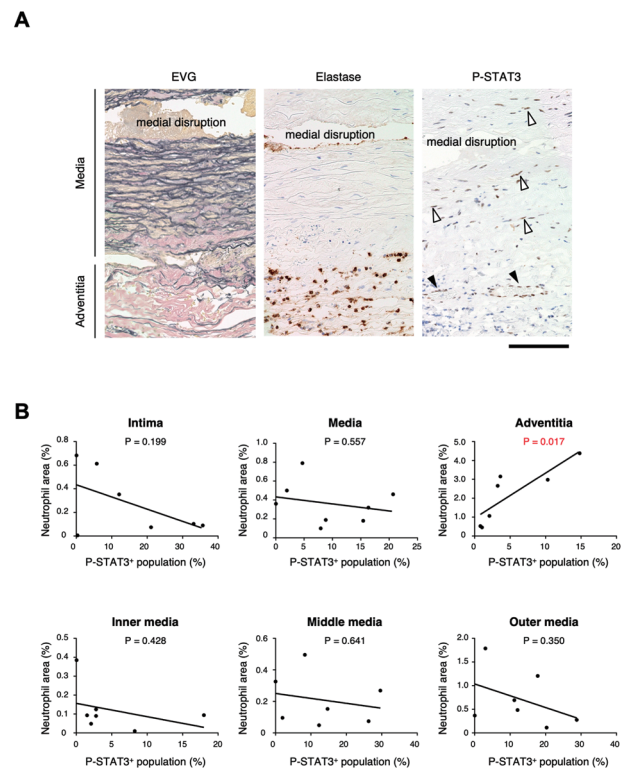 A
EVG
Elastase
P-STAT3
Media
Adventitia
medial disruption
medial disruption
medial disruption
B
Intima
P = 0.199
Neutrophil area (%)
0.8
0.6
0.4
0.2
0
0 10 20 30 40
P-STAT3⁺ population (%)
Media
P = 0.557
Neutrophil area (%)
1.0
0.8
0.6
0.4
0.2
0
0 5 10 15 20 25
P-STAT3⁺ population (%)
Adventitia
P = 0.017
Neutrophil area (%)
5.0
4.0
3.0
2.0
1.0
0
0 5 10 15 20
P-STAT3⁺ population (%)
Inner media
P = 0.428
Neutrophil area (%)
0.5
0.4
0.3
0.2
0.1
0
0 5 10 15 20
P-STAT3⁺ population (%)
Middle media
P = 0.641
Neutrophil area (%)
0.6
0.4
0.2
0
0 10 20 30 40
P-STAT3⁺ population (%)
Outer media
P = 0.350
Neutrophil area (%)
2.0
1.5
1.0
0.5
0
0 10 20 30 40
P-STAT3⁺ population (%)